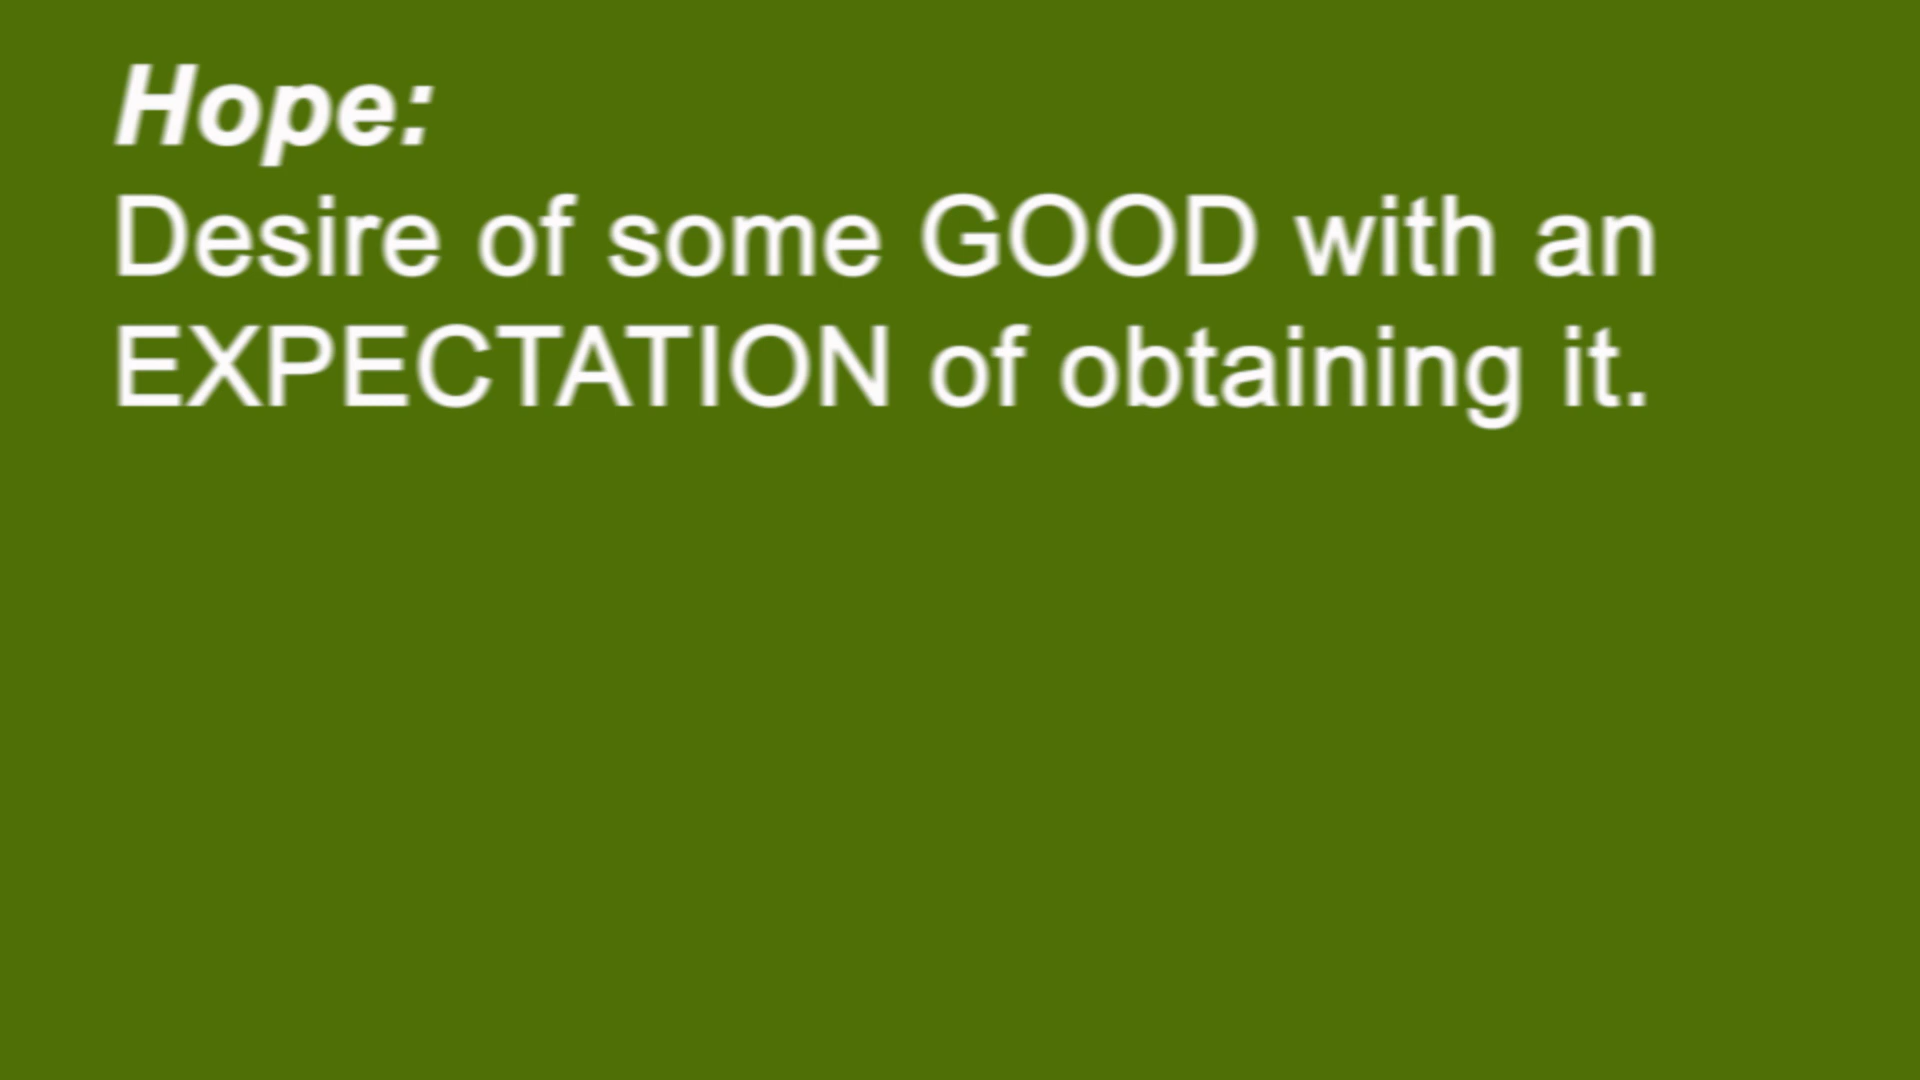 Hope:
Desire of some GOOD with an
EXPECTATION of obtaining it.